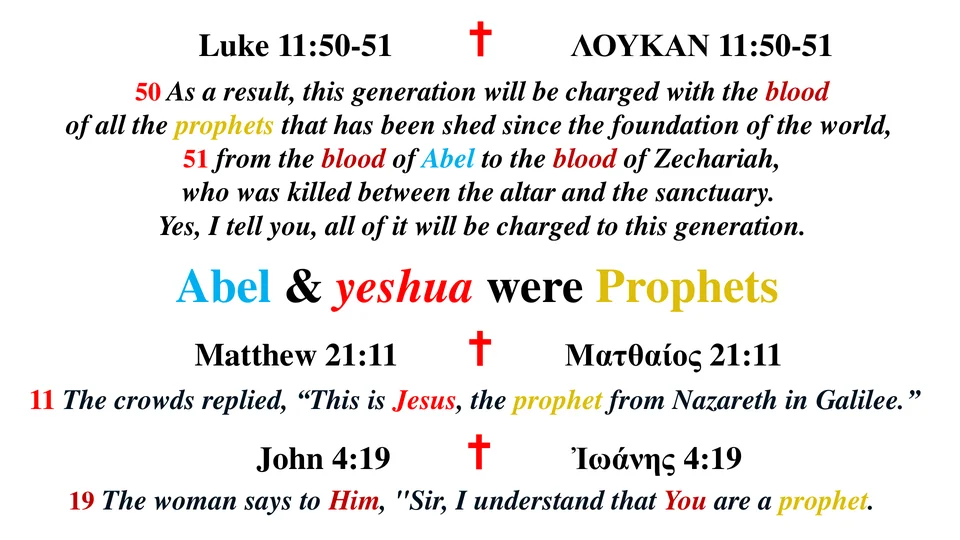 Luke 11:50-51 ✝ ΛΟΥΚΑΝ 11:50-51
50 As a result, this generation will be charged with the blood
of all the prophets that has been shed since the foundation of the world,
51 from the blood of Abel to the blood of Zechariah,
who was killed between the altar and the sanctuary.
Yes, I tell you, all of it will be charged to this generation.
Abel & yeshua were Prophets
Matthew 21:11 ✝ Ματθαίος 21:11
11 The crowds replied, “This is Jesus, the prophet from Nazareth in Galilee.”
John 4:19 ✝ Ἰωάνης 4:19
19 The woman says to Him, "Sir, I understand that You are a prophet.